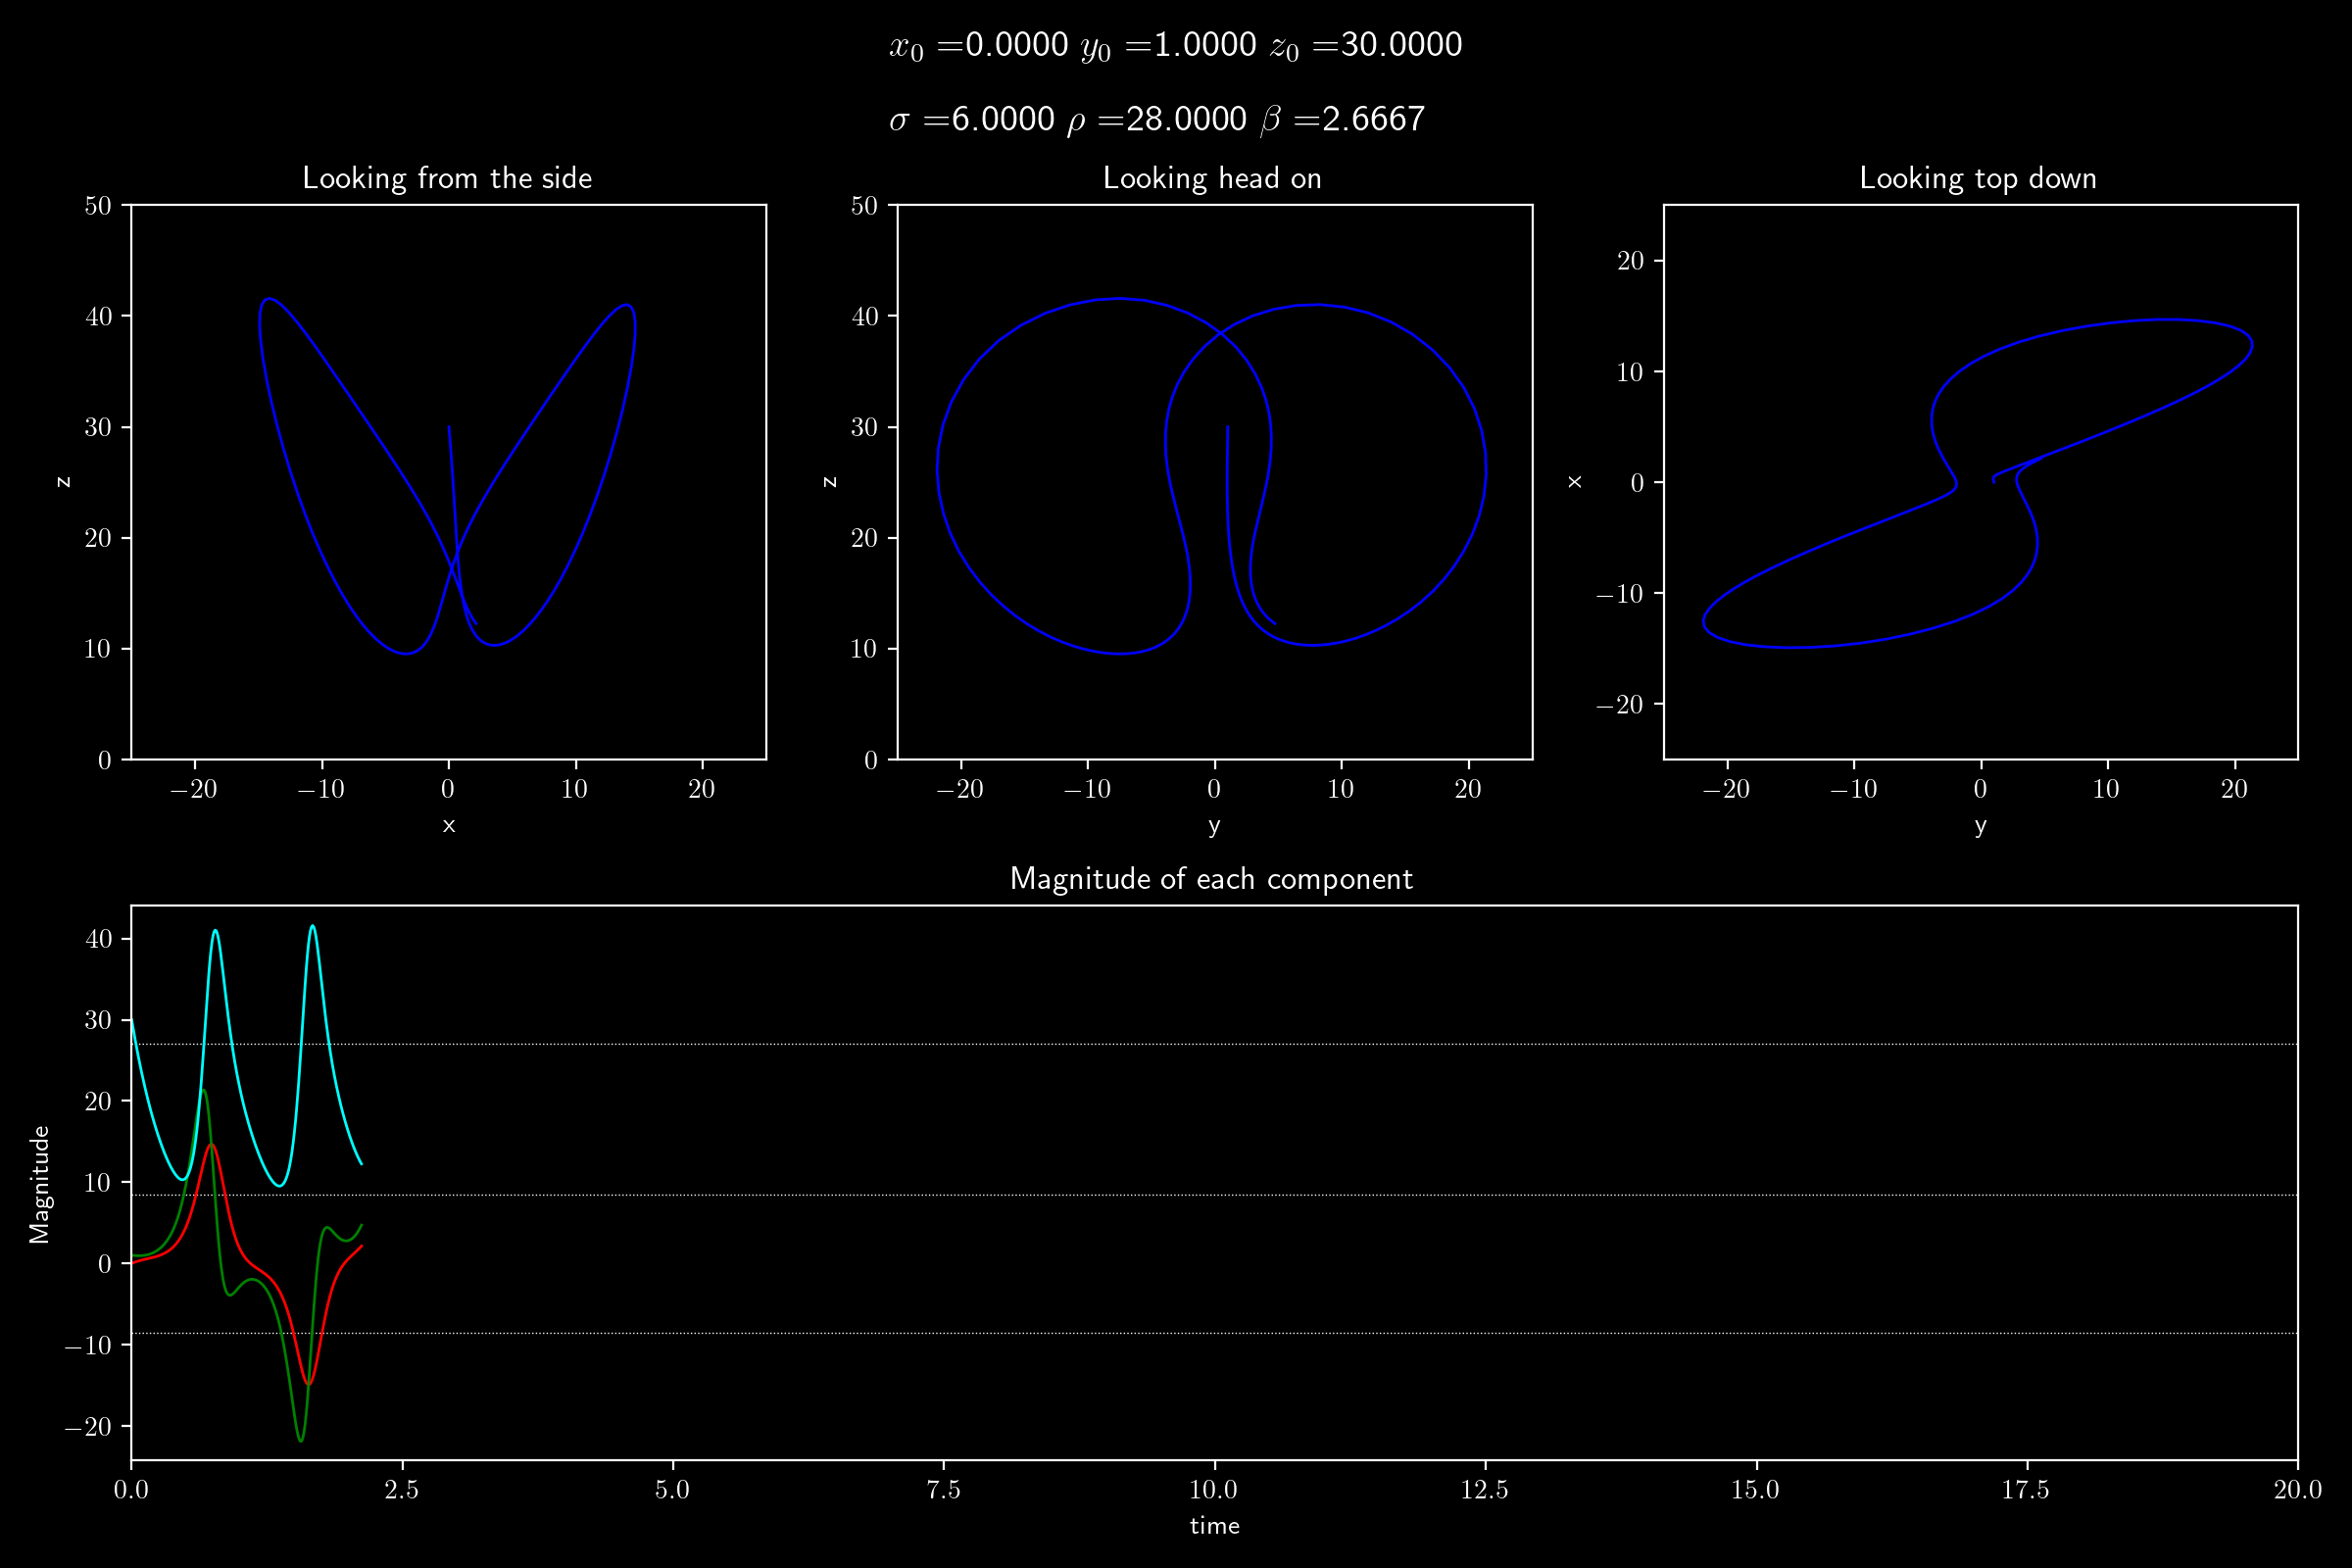 x₀ =0.0000 y₀ =1.0000 z₀ =30.0000
σ =6.0000 ρ =28.0000 β =2.6667
Looking from the side
50
40
30
20
10
0
z
−20 −10 0 10 20
x
Looking head on
50
40
30
20
10
0
z
−20 −10 0 10 20
y
Looking top down
20
10
0
−10
−20
x
−20 −10 0 10 20
y
Magnitude of each component
40
30
20
10
0
−10
−20
Magnitude
0.0 2.5 5.0 7.5 10.0 12.5 15.0 17.5 20.0
time